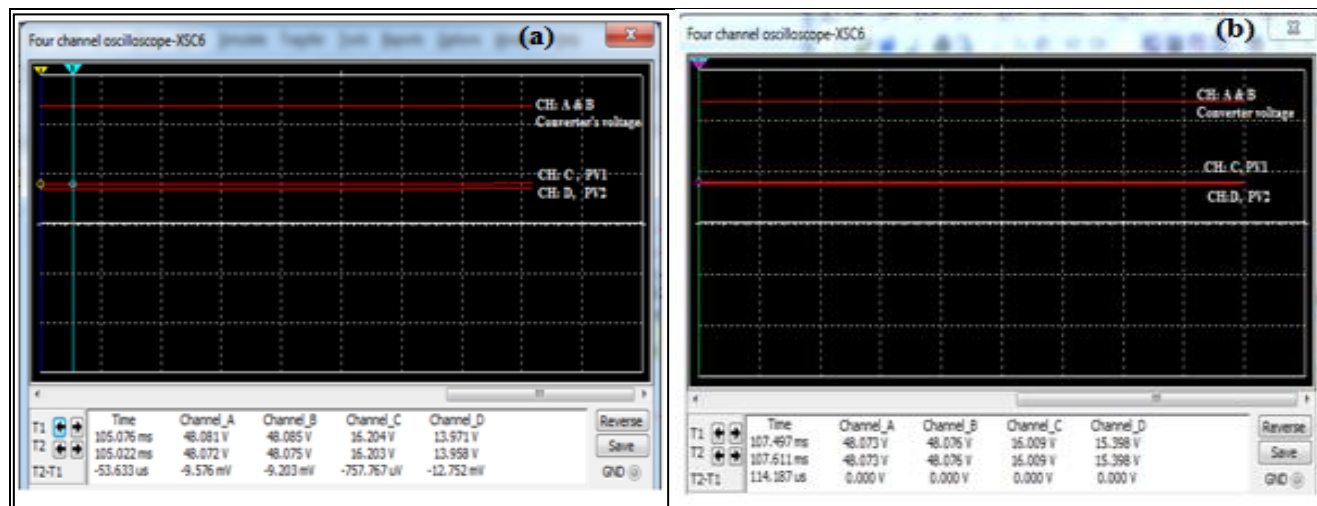 Four channel oscilloscope-XSC6
(a)
CH: A & B
Converter's voltage
CH: C , PV1
CH: D, PV2
Time Channel_A Channel_B Channel_C Channel_D
T1 105.076 ms 48.081 V 48.085 V 16.204 V 13.971 V
T2 105.022 ms 48.072 V 48.075 V 16.203 V 13.958 V
T2-T1 -53.633 us -9.576 mV -9.203 mV -757.767 uV -12.752 mV
Reverse
Save
GND
Four channel oscilloscope-XSC6
(b)
CH: A & B
Converter voltage
CH: C, PV1
CH:D, PV2
Time Channel_A Channel_B Channel_C Channel_D
T1 107.497 ms 48.073 V 48.076 V 16.009 V 15.398 V
T2 107.611 ms 48.073 V 48.076 V 16.009 V 15.398 V
T2-T1 114.187 us 0.000 V 0.000 V 0.000 V 0.000 V
Reverse
Save
GND